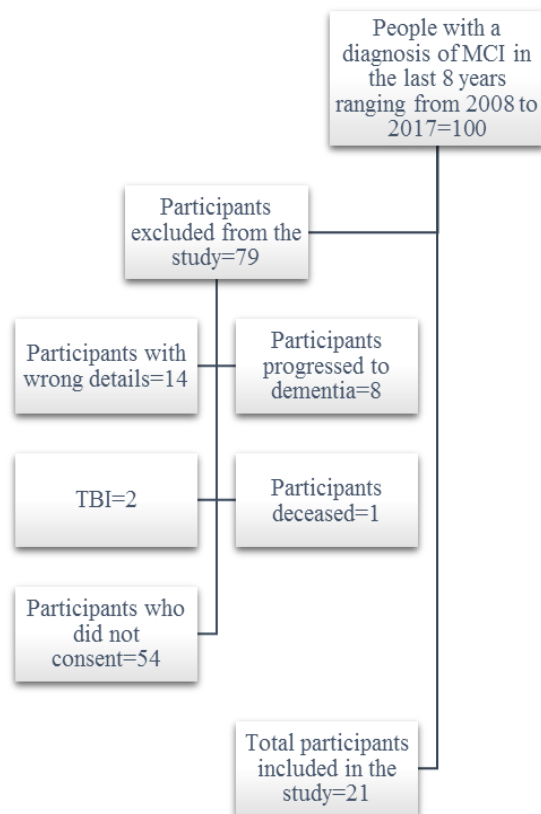 People with a
diagnosis of MCI in
the last 8 years
ranging from 2008 to
2017=100
Participants
excluded from the
study=79
Participants with
wrong details=14
Participants
progressed to
dementia=8
TBI=2
Participants
deceased=1
Participants who
did not
consent=54
Total participants
included in the
study=21